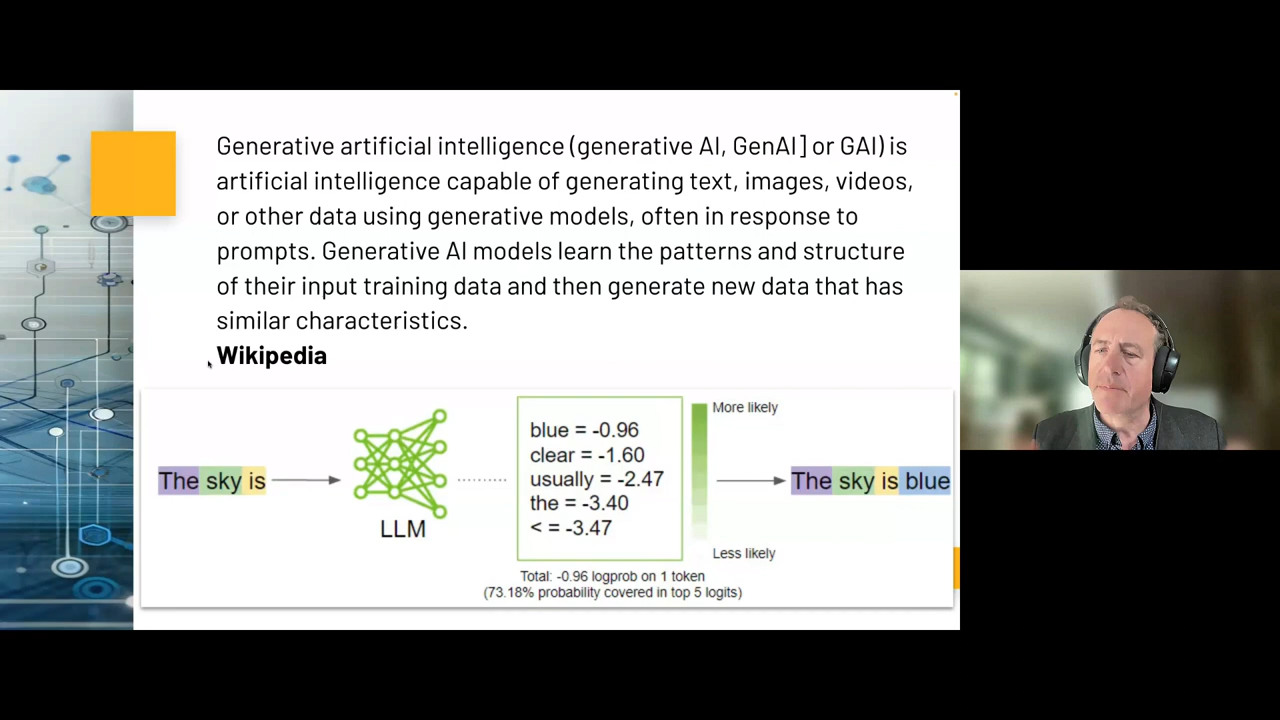 Generative artificial intelligence (generative AI, GenAI] or GAI) is
artificial intelligence capable of generating text, images, videos,
or other data using generative models, often in response to
prompts. Generative AI models learn the patterns and structure
of their input training data and then generate new data that has
similar characteristics.
Wikipedia
The sky is
LLM
blue = -0.96
clear = -1.60
usually = -2.47
the = -3.40
< = -3.47
Total: -0.96 logprob on 1 token
(73.18% probability covered in top 5 logits)
More likely
Less likely
The sky is blue